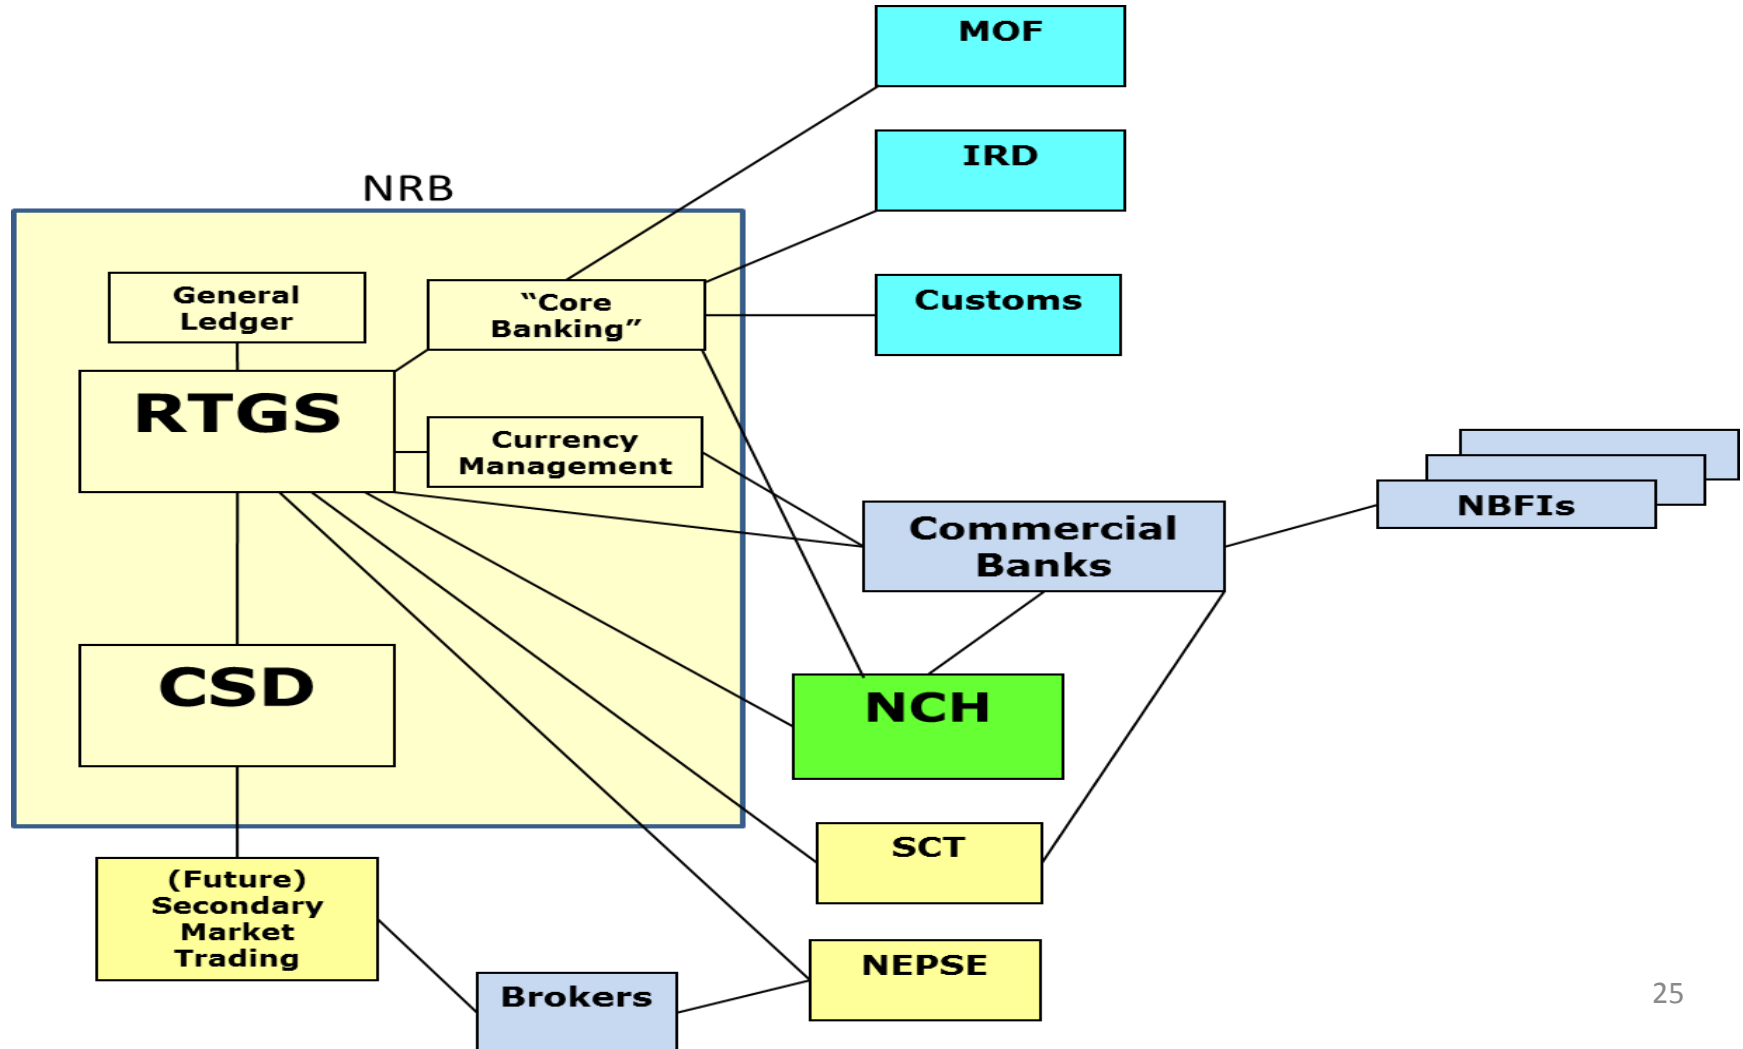 MOF
IRD
NRB
General
Ledger
“Core
Banking”
Customs
RTGS
Currency
Management
Commercial
Banks
NBFIs
CSD
NCH
SCT
(Future)
Secondary
Market
Trading
NEPSE
Brokers
25